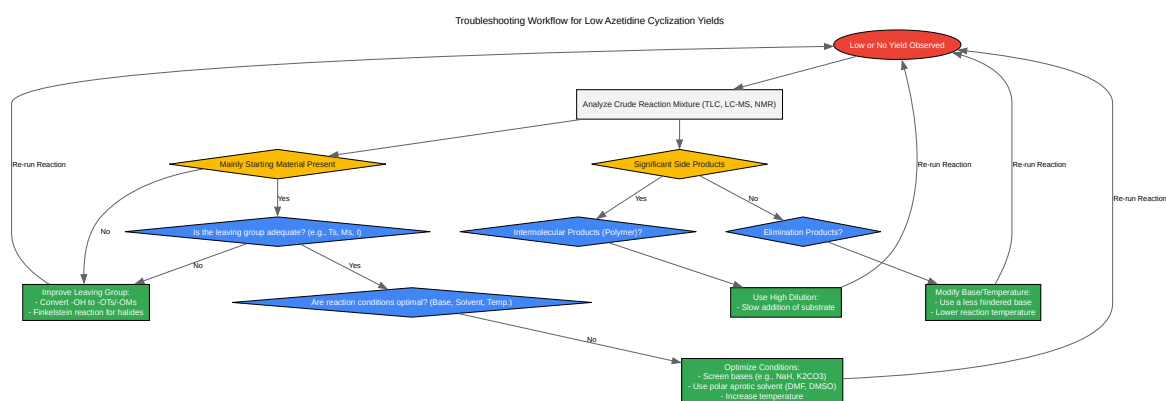 Troubleshooting Workflow for Low Azetidine Cyclization Yields
Low or No Yield Observed
Analyze Crude Reaction Mixture (TLC, LC-MS, NMR)
Mainly Starting Material Present
Significant Side Products
Re-run Reaction
Re-run Reaction
Re-run Reaction
Re-run Reaction
Yes
Yes
No
No
Is the leaving group adequate? (e.g., Ts, Ms, I)
Intermolecular Products (Polymer)?
Elimination Products?
No
Yes
Improve Leaving Group:
- Convert -OH to -OTs/-OMs
- Finkelstein reaction for halides
Are reaction conditions optimal? (Base, Solvent, Temp.)
Use High Dilution:
- Slow addition of substrate
Modify Base/Temperature:
- Use a less hindered base
- Lower reaction temperature
No
Optimize Conditions:
- Screen bases (e.g., NaH, K2CO3)
- Use polar aprotic solvent (DMF, DMSO)
- Increase temperature